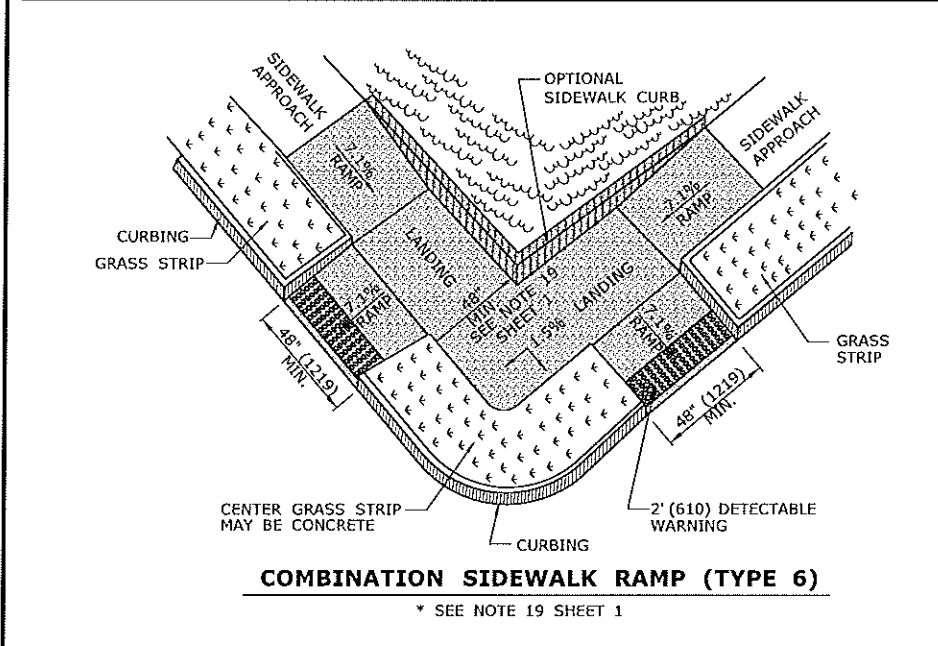 SIDEWALK
APPROACH
OPTIONAL
SIDEWALK CURB
SIDEWALK
APPROACH
7.1%
RAMP
7.1%
RAMP
CURBING
GRASS STRIP
LANDING
48"
MIN.
SEE NOTE 19
SHEET 1
1.5%
LANDING
7.1%
RAMP
7.1%
RAMP
GRASS
STRIP
48" (1219)
MIN.
48" (1219)
MIN.
CENTER GRASS STRIP
MAY BE CONCRETE
2' (610) DETECTABLE
WARNING
CURBING
COMBINATION SIDEWALK RAMP (TYPE 6)
* SEE NOTE 19 SHEET 1